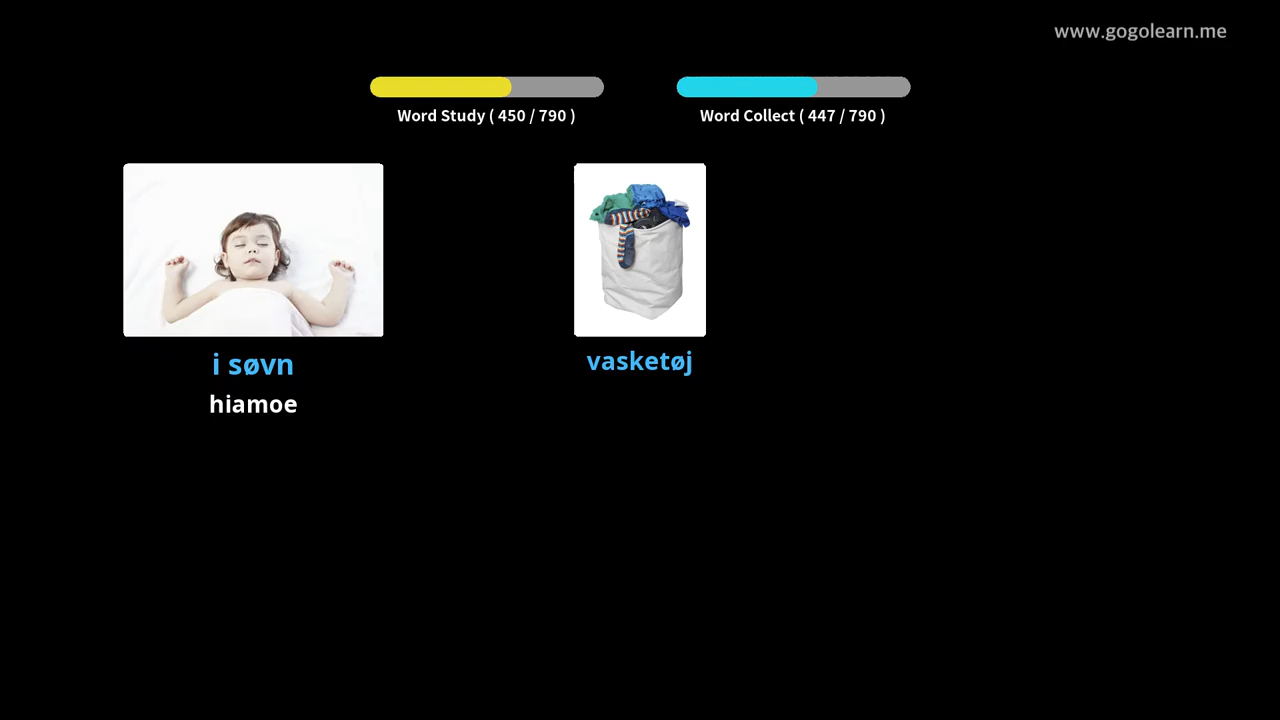 www.gogolearn.me
Word Study ( 450 / 790 )
Word Collect ( 447 / 790 )
i søvn
hiamoe
vasketøj